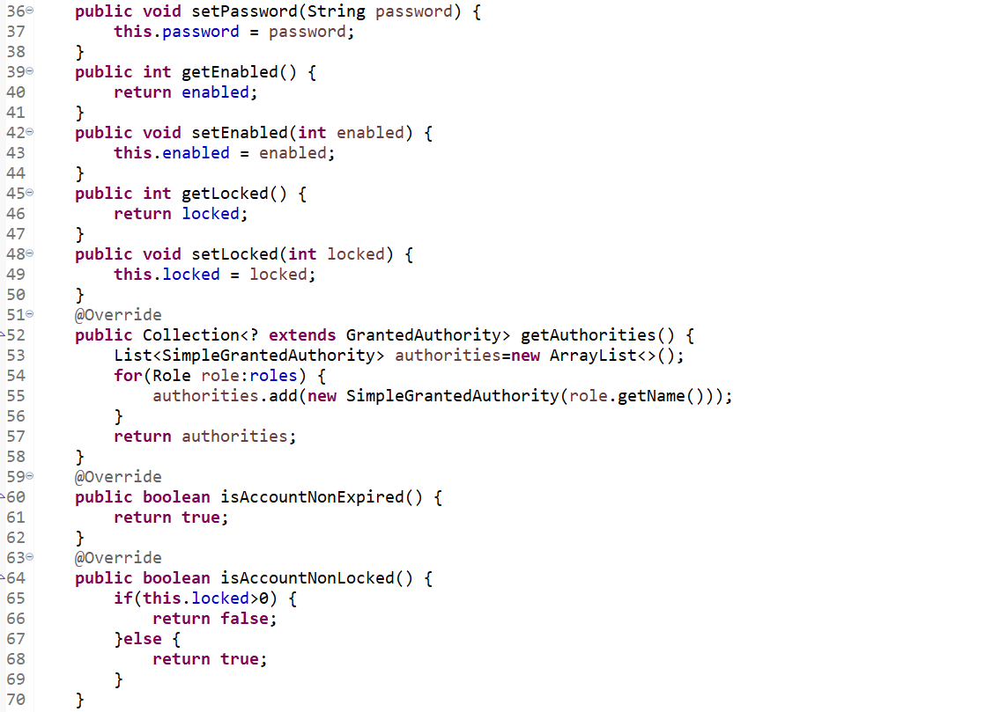 36 public void setPassword(String password) {
37 this.password = password;
38 }
39 public int getEnabled() {
40 return enabled;
41 }
42 public void setEnabled(int enabled) {
43 this.enabled = enabled;
44 }
45 public int getLocked() {
46 return locked;
47 }
48 public void setLocked(int locked) {
49 this.locked = locked;
50 }
51 @Override
52 public Collection<? extends GrantedAuthority> getAuthorities() {
53 List<SimpleGrantedAuthority> authorities=new ArrayList<>();
54 for(Role role:roles) {
55 authorities.add(new SimpleGrantedAuthority(role.getName()));
56 }
57 return authorities;
58 }
59 @Override
60 public boolean isAccountNonExpired() {
61 return true;
62 }
63 @Override
64 public boolean isAccountNonLocked() {
65 if(this.locked>0) {
66 return false;
67 }else {
68 return true;
69 }
70 }